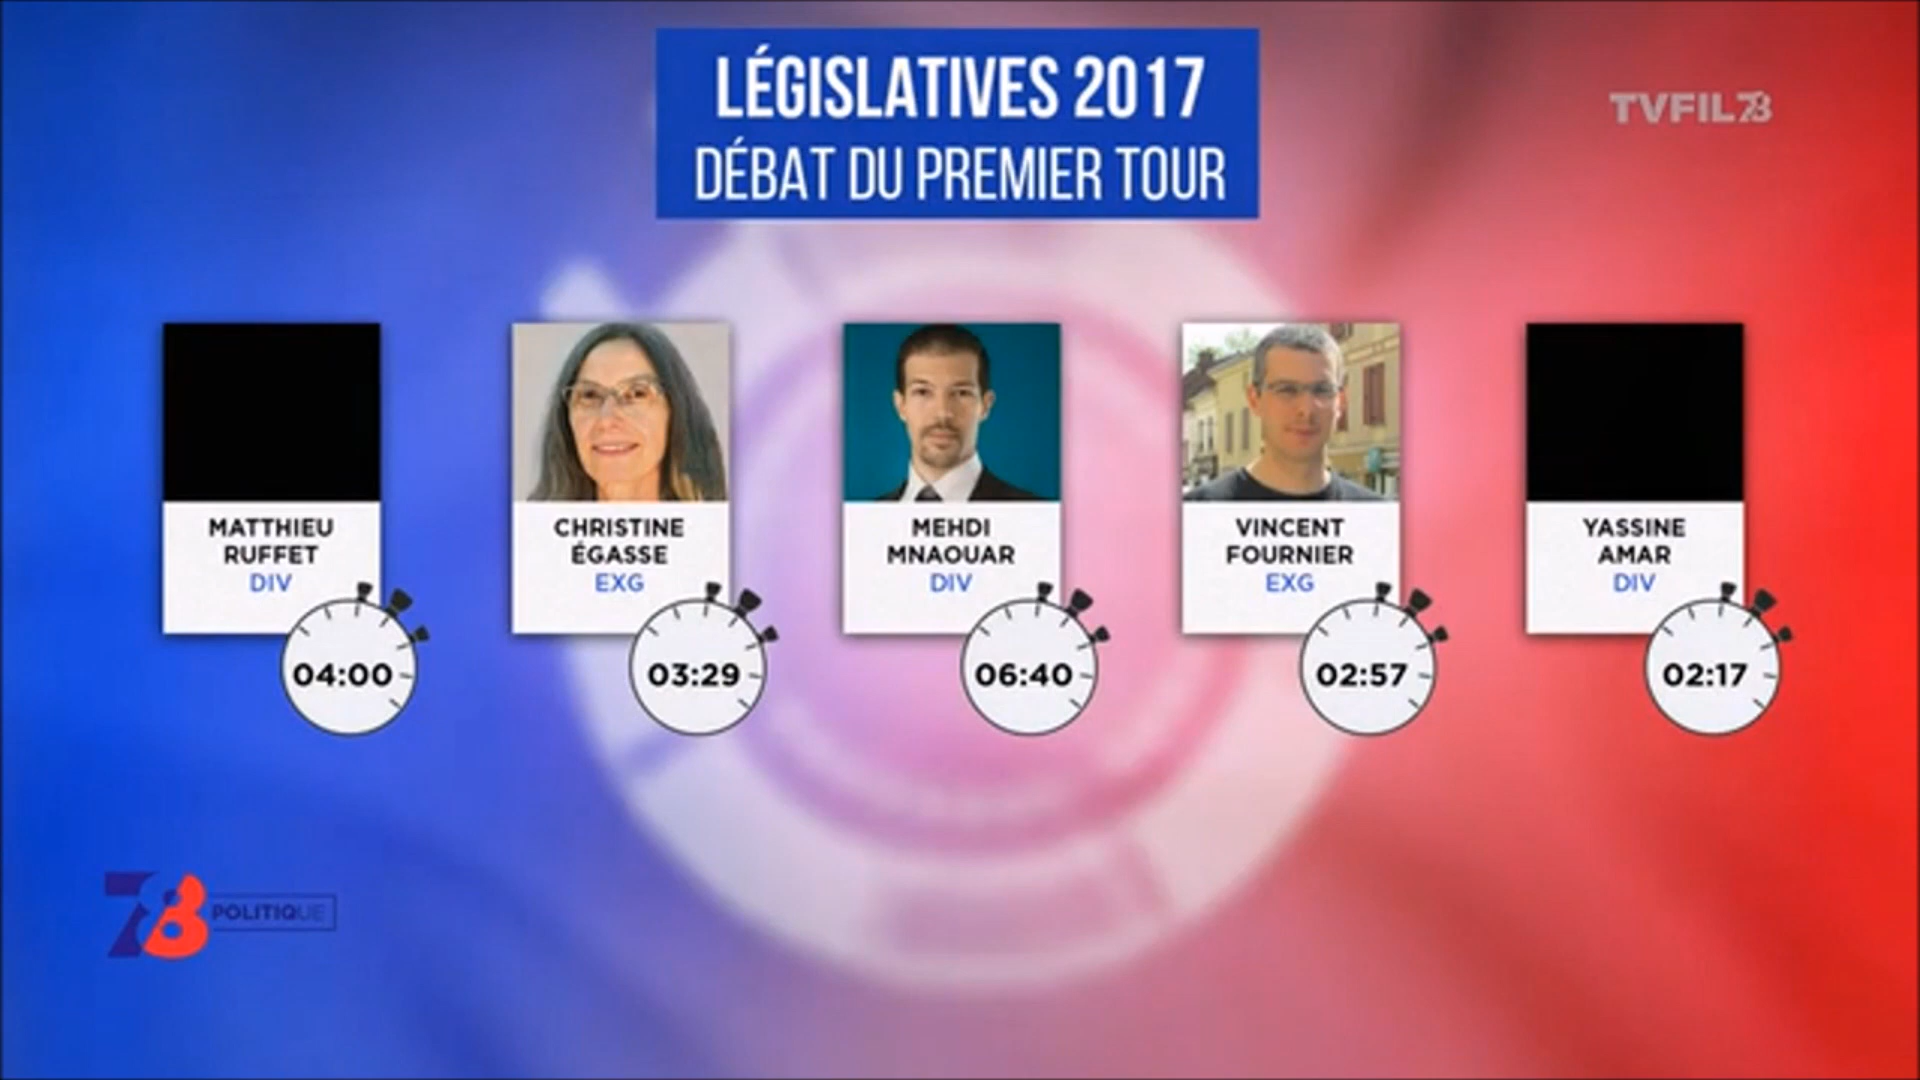 LÉGISLATIVES 2017
DÉBAT DU PREMIER TOUR
TVFIL78
MATTHIEU
RUFFET
DIV
04:00
CHRISTINE
ÉGASSE
EXG
03:29
MEHDI
MNAOUAR
DIV
06:40
VINCENT
FOURNIER
EXG
02:57
YASSINE
AMAR
DIV
02:17
78 POLITIQUE